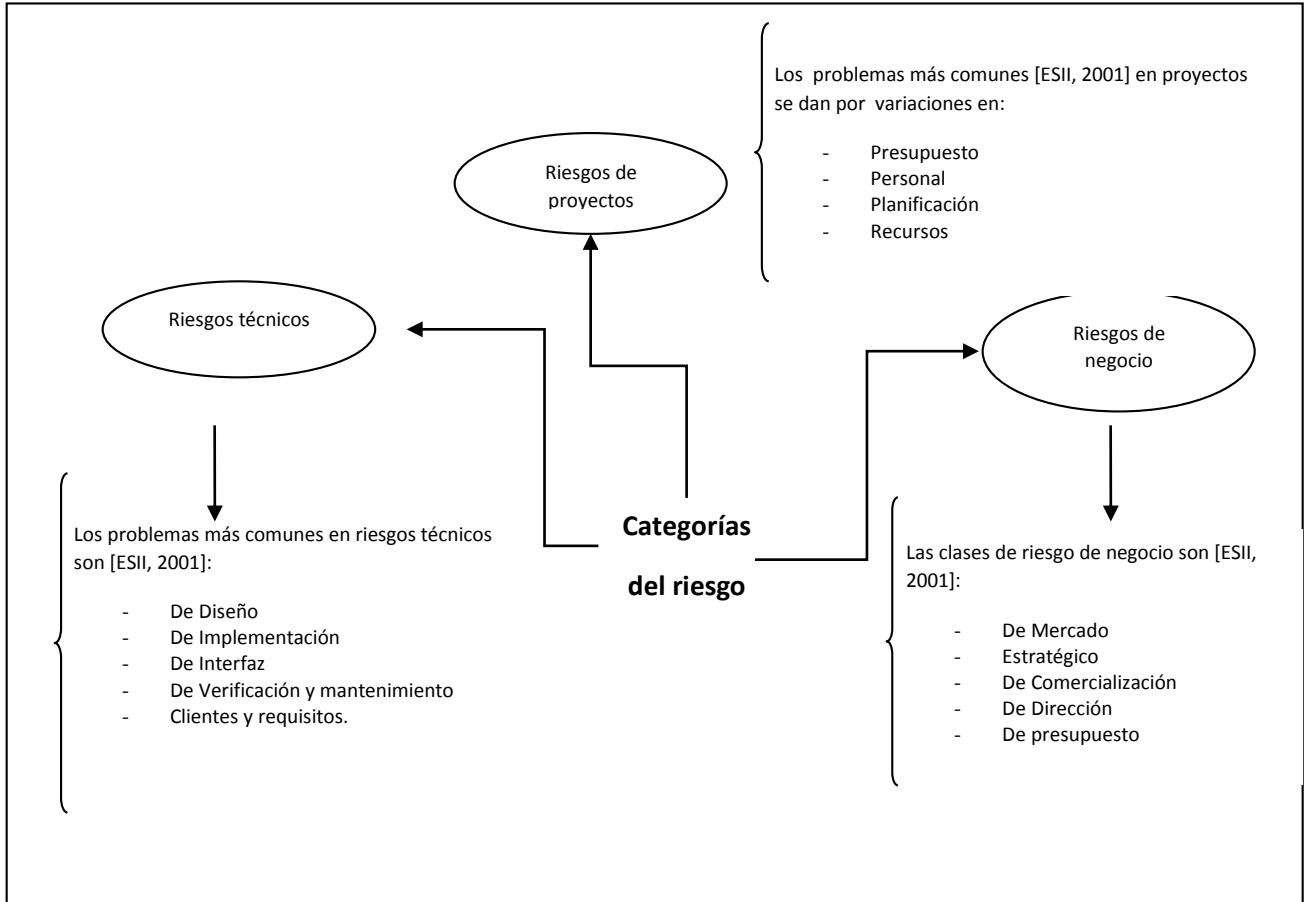 Los problemas más comunes [ESII, 2001] en proyectos
se dan por variaciones en:
- Presupuesto
- Personal
- Planificación
- Recursos
Riesgos de
proyectos
Riesgos técnicos
Riesgos de
negocio
Categorías
del riesgo
Los problemas más comunes en riesgos técnicos
son [ESII, 2001]:
- De Diseño
- De Implementación
- De Interfaz
- De Verificación y mantenimiento
- Clientes y requisitos.
Las clases de riesgo de negocio son [ESII,
2001]:
- De Mercado
- Estratégico
- De Comercialización
- De Dirección
- De presupuesto